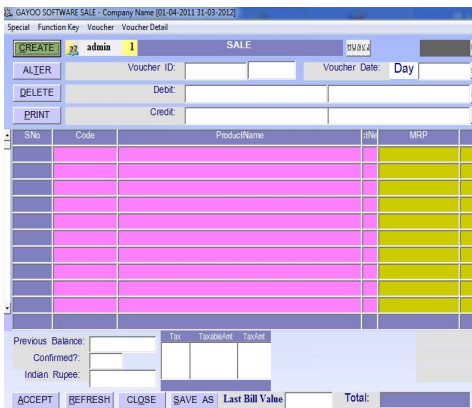 GAYOO SOFTWARE SALE - Company Name [01-04-2011 31-03-2012]
Special Function Key Voucher Voucher Detail
CREATE admin 1 SALE
ALTER Voucher ID: Voucher Date: Day
DELETE Debit:
PRINT Credit:
SNo Code ProductName MRP
Tax TaxableAmt TaxAmt
Previous Balance:
Confirmed?:
Indian Rupee:
ACCEPT REFRESH CLOSE SAVE AS Last Bill Value Total: